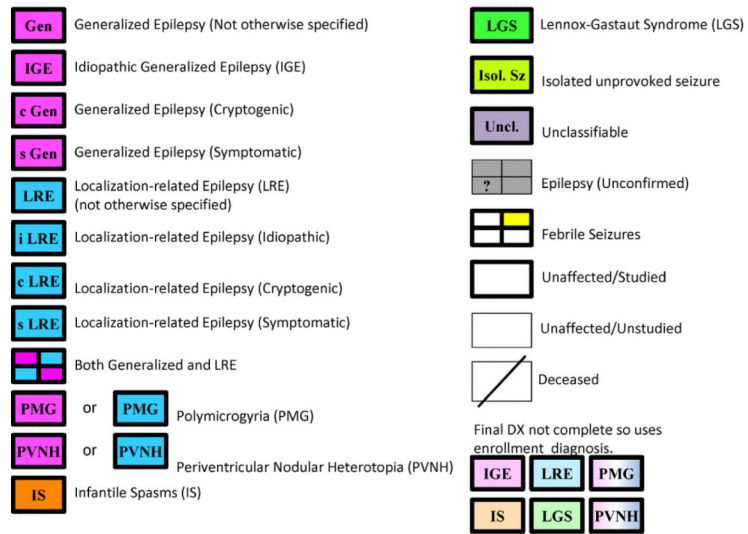 Gen Generalized Epilepsy (Not otherwise specified)
IGE Idiopathic Generalized Epilepsy (IGE)
c Gen Generalized Epilepsy (Cryptogenic)
s Gen Generalized Epilepsy (Symptomatic)
LRE Localization-related Epilepsy (LRE)
(not otherwise specified)
i LRE Localization-related Epilepsy (Idiopathic)
c LRE Localization-related Epilepsy (Cryptogenic)
s LRE Localization-related Epilepsy (Symptomatic)
Both Generalized and LRE
PMG or PMG Polymicrogyria (PMG)
PVNH or PVNH Periventricular Nodular Heterotopia (PVNH)
IS Infantile Spasms (IS)
LGS Lennox-Gastaut Syndrome (LGS)
Isol. Sz Isolated unprovoked seizure
Uncl. Unclassifiable
? Epilepsy (Unconfirmed)
Febrile Seizures
Unaffected/Studied
Unaffected/Unstudied
Deceased
Final DX not complete so uses
enrollment diagnosis.
IGE LRE PMG
IS LGS PVNH